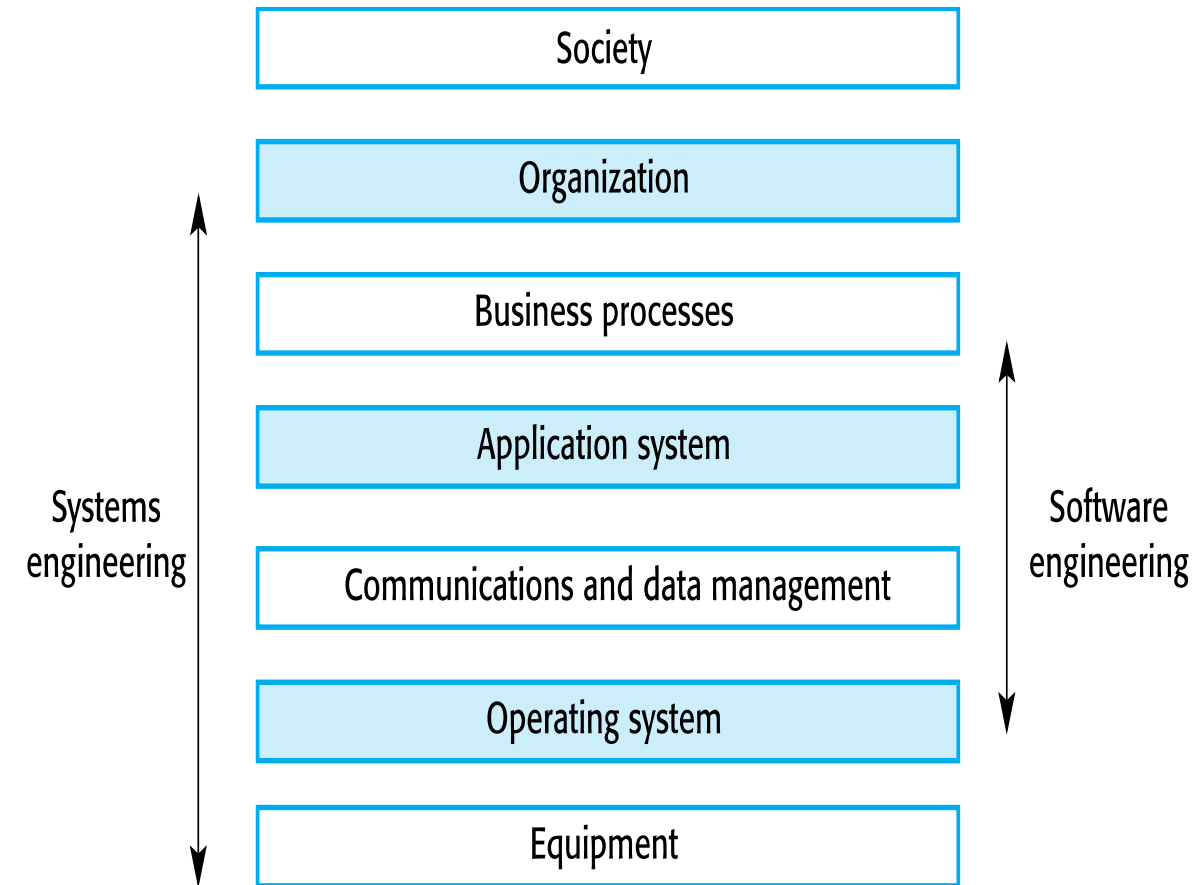 Society
Organization
Business processes
Application system
Systems
engineering
Software
engineering
Communications and data management
Operating system
Equipment